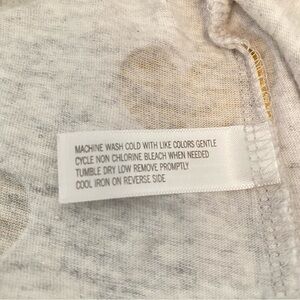 MACHINE WASH COLD WITH LIKE COLORS GENTLE
CYCLE NON CHLORINE BLEACH WHEN NEEDED
TUMBLE DRY LOW REMOVE PROMPTLY
COOL IRON ON REVERSE SIDE